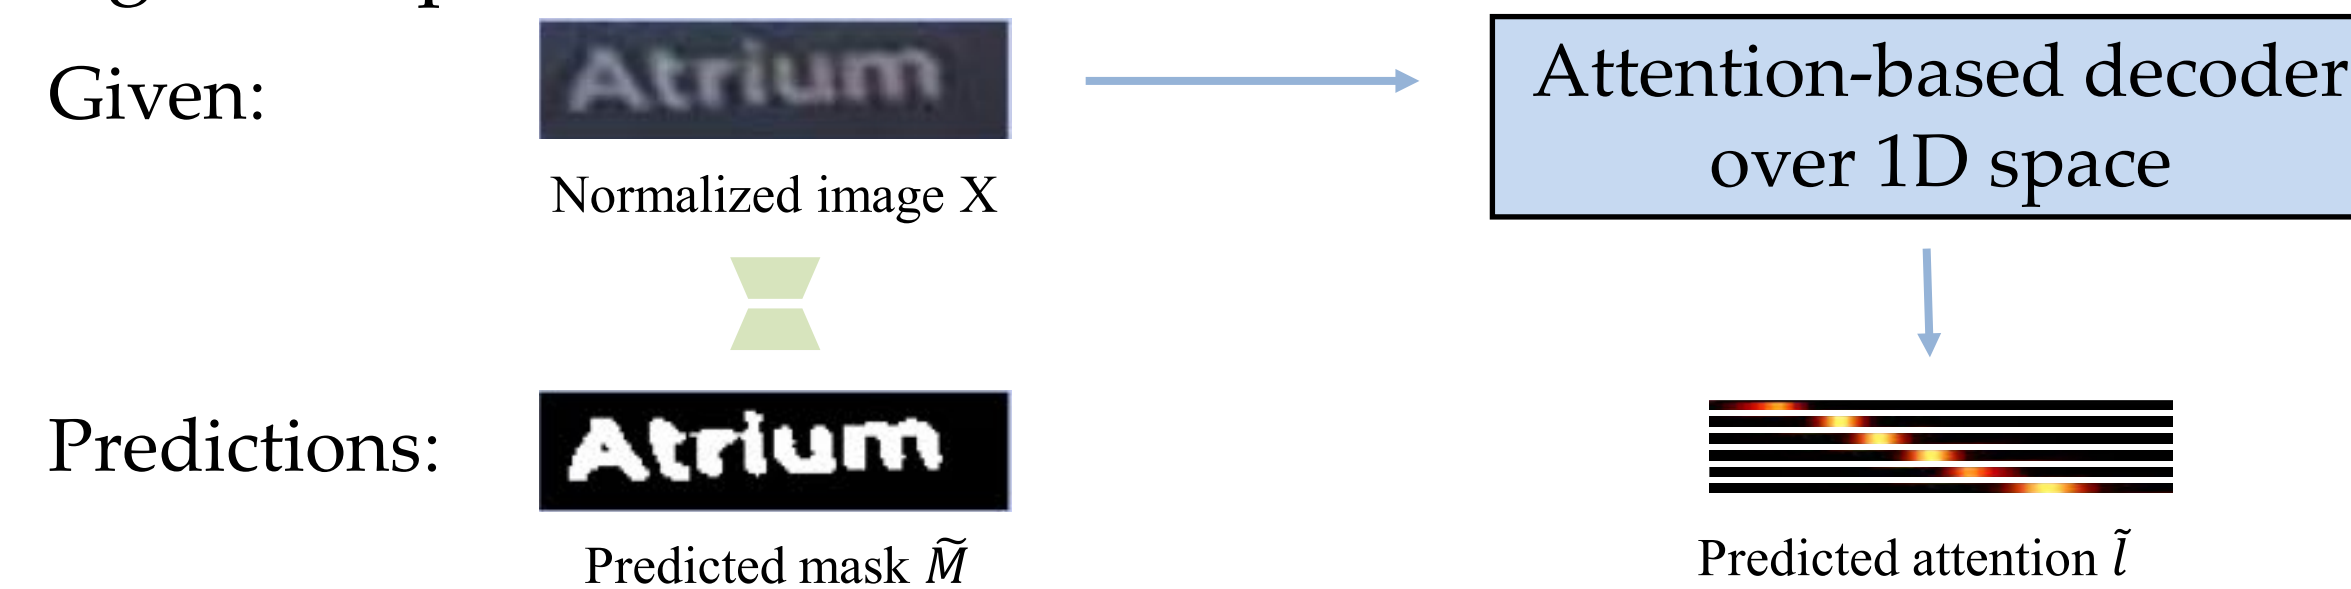 Given:
Atrium
Normalized image X
Attention-based decoder
over 1D space
Predictions:
Atrium
Predicted mask M̃
Predicted attention l̃